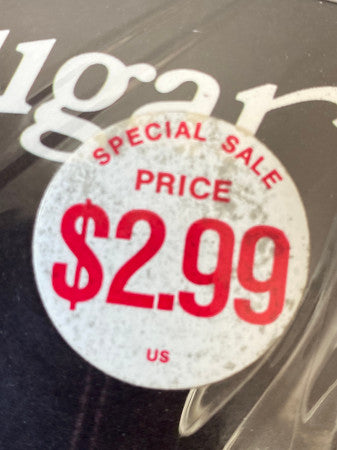 ugar
SPECIAL SALE
PRICE
$2.99
US